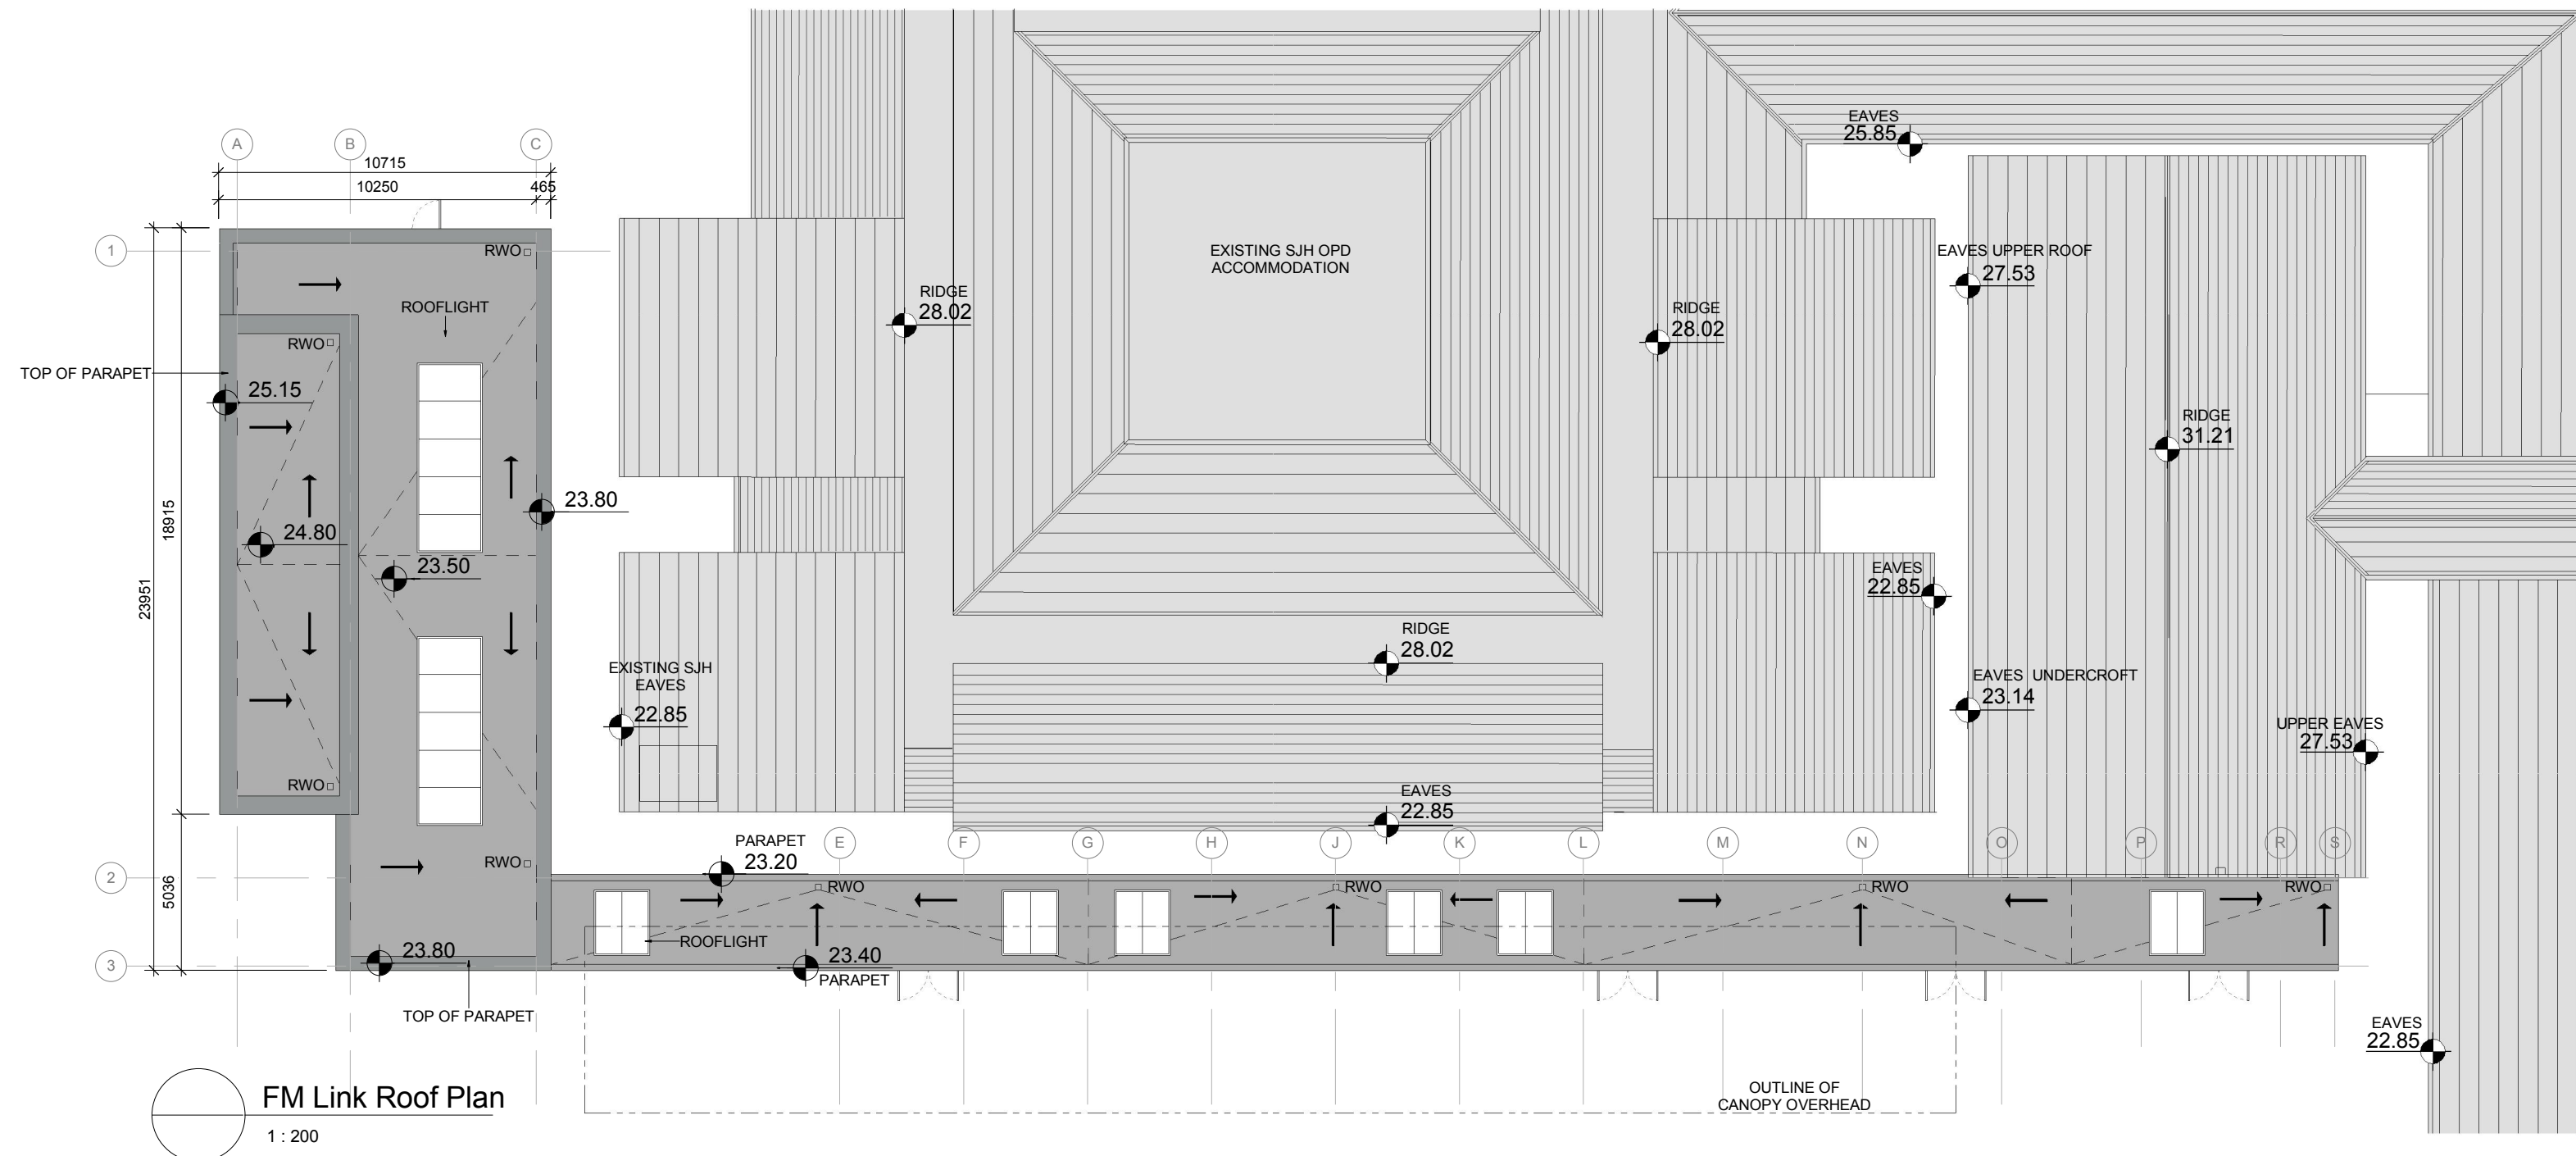 EAVES
25.85
A
B
C
10715
10250
465
1
RWO
EXISTING SJH OPD
ACCOMMODATION
EAVES UPPER ROOF
27.53
RIDGE
28.02
ROOFLIGHT
RIDGE
28.02
RWO
TOP OF PARAPET
25.15
RIDGE
31.21
23.80
18915
24.80
23.50
EAVES
22.85
23951
RIDGE
28.02
EXISTING SJH
EAVES
22.85
EAVES UNDERCROFT
23.14
UPPER EAVES
27.53
RWO
EAVES
22.85
PARAPET
23.20
E
F
G
H
J
K
L
M
N
O
P
R
S
RWO
2
5036
RWO
RWO
RWO
RWO
ROOFLIGHT
23.80
23.40
PARAPET
3
TOP OF PARAPET
EAVES
22.85
OUTLINE OF
CANOPY OVERHEAD
FM Link Roof Plan
1 : 200